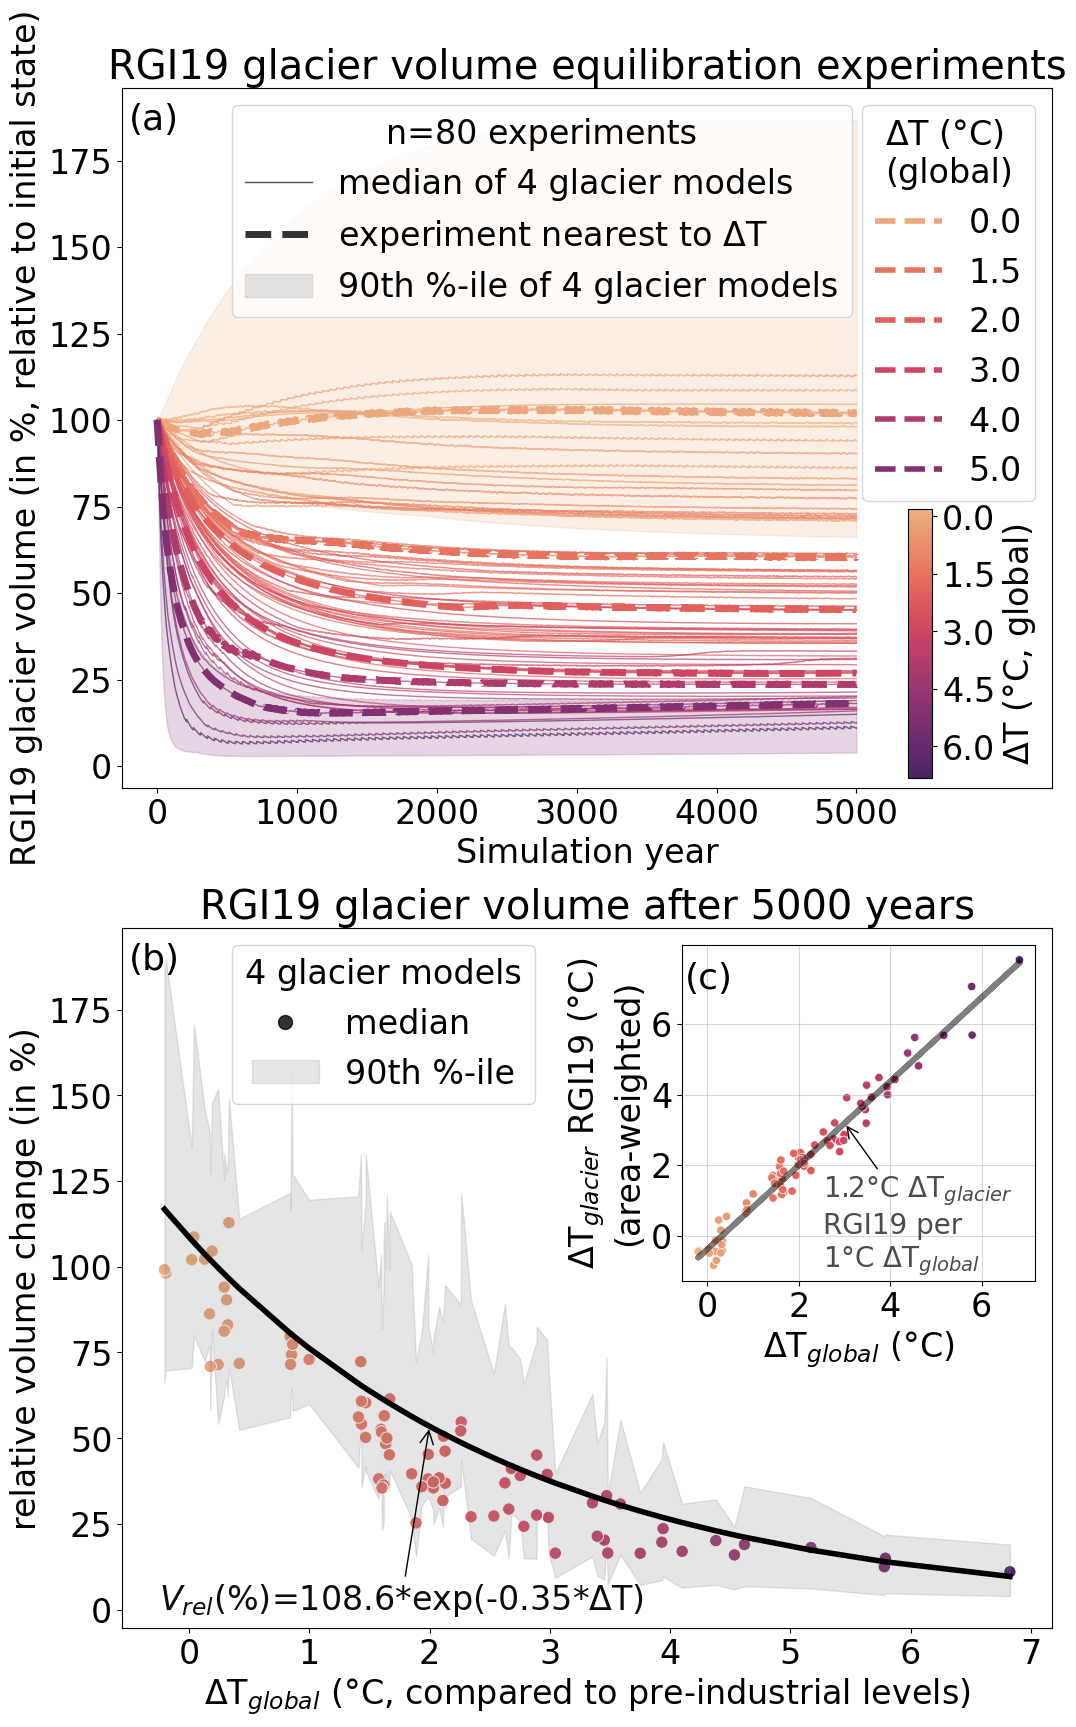 RGI19 glacier volume equilibration experiments
(a)
RGI19 glacier volume (in %, relative to initial state)
175
150
125
100
75
50
25
0
n=80 experiments
median of 4 glacier models
experiment nearest to ΔT
90th %-ile of 4 glacier models
ΔT (°C)
(global)
0.0
1.5
2.0
3.0
4.0
5.0
0.0
1.5
3.0
4.5
6.0
ΔT (°C, global)
0 1000 2000 3000 4000 5000
Simulation year
RGI19 glacier volume after 5000 years
(b)
relative volume change (in %)
175
150
125
100
75
50
25
0
4 glacier models
median
90th %-ile
V_rel(%)=108.6*exp(-0.35*ΔT)
0 1 2 3 4 5 6 7
ΔT_global (°C, compared to pre-industrial levels)
(c)
ΔT_glacier RGI19 (°C)
(area-weighted)
6
4
2
0
1.2°C ΔT_glacier
RGI19 per
1°C ΔT_global
0 2 4 6
ΔT_global (°C)